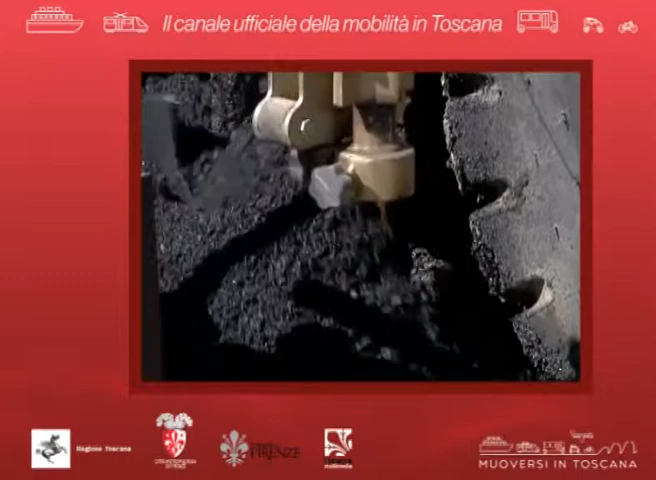 Il canale ufficiale della mobilità in Toscana
Regione Toscana
FIRENZE
MUOVERSI IN TOSCANA